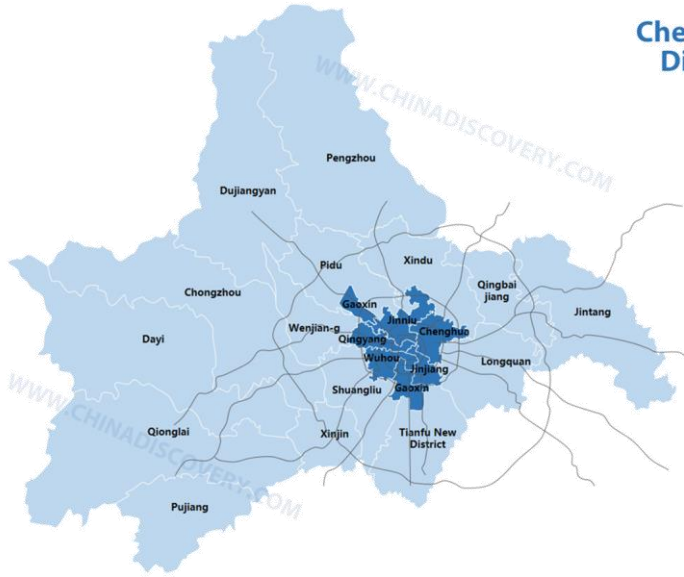 Che
Di
WWW.CHINADISCOVERY.COM
Pengzhou
Dujiangyan
Pidu
Xindu
Qingbai
jiang
Chongzhou
Gaoxin
Jintang
Jinniu
Wenjian-g
Chenghua
Dayi
Qingyang
Wuhou
Longquan
Jinjiang
Shuangliu
Gaoxin
WWW.CHINADISCOVERY.COM
Qionglai
Xinjin
Tianfu New
District
Pujiang